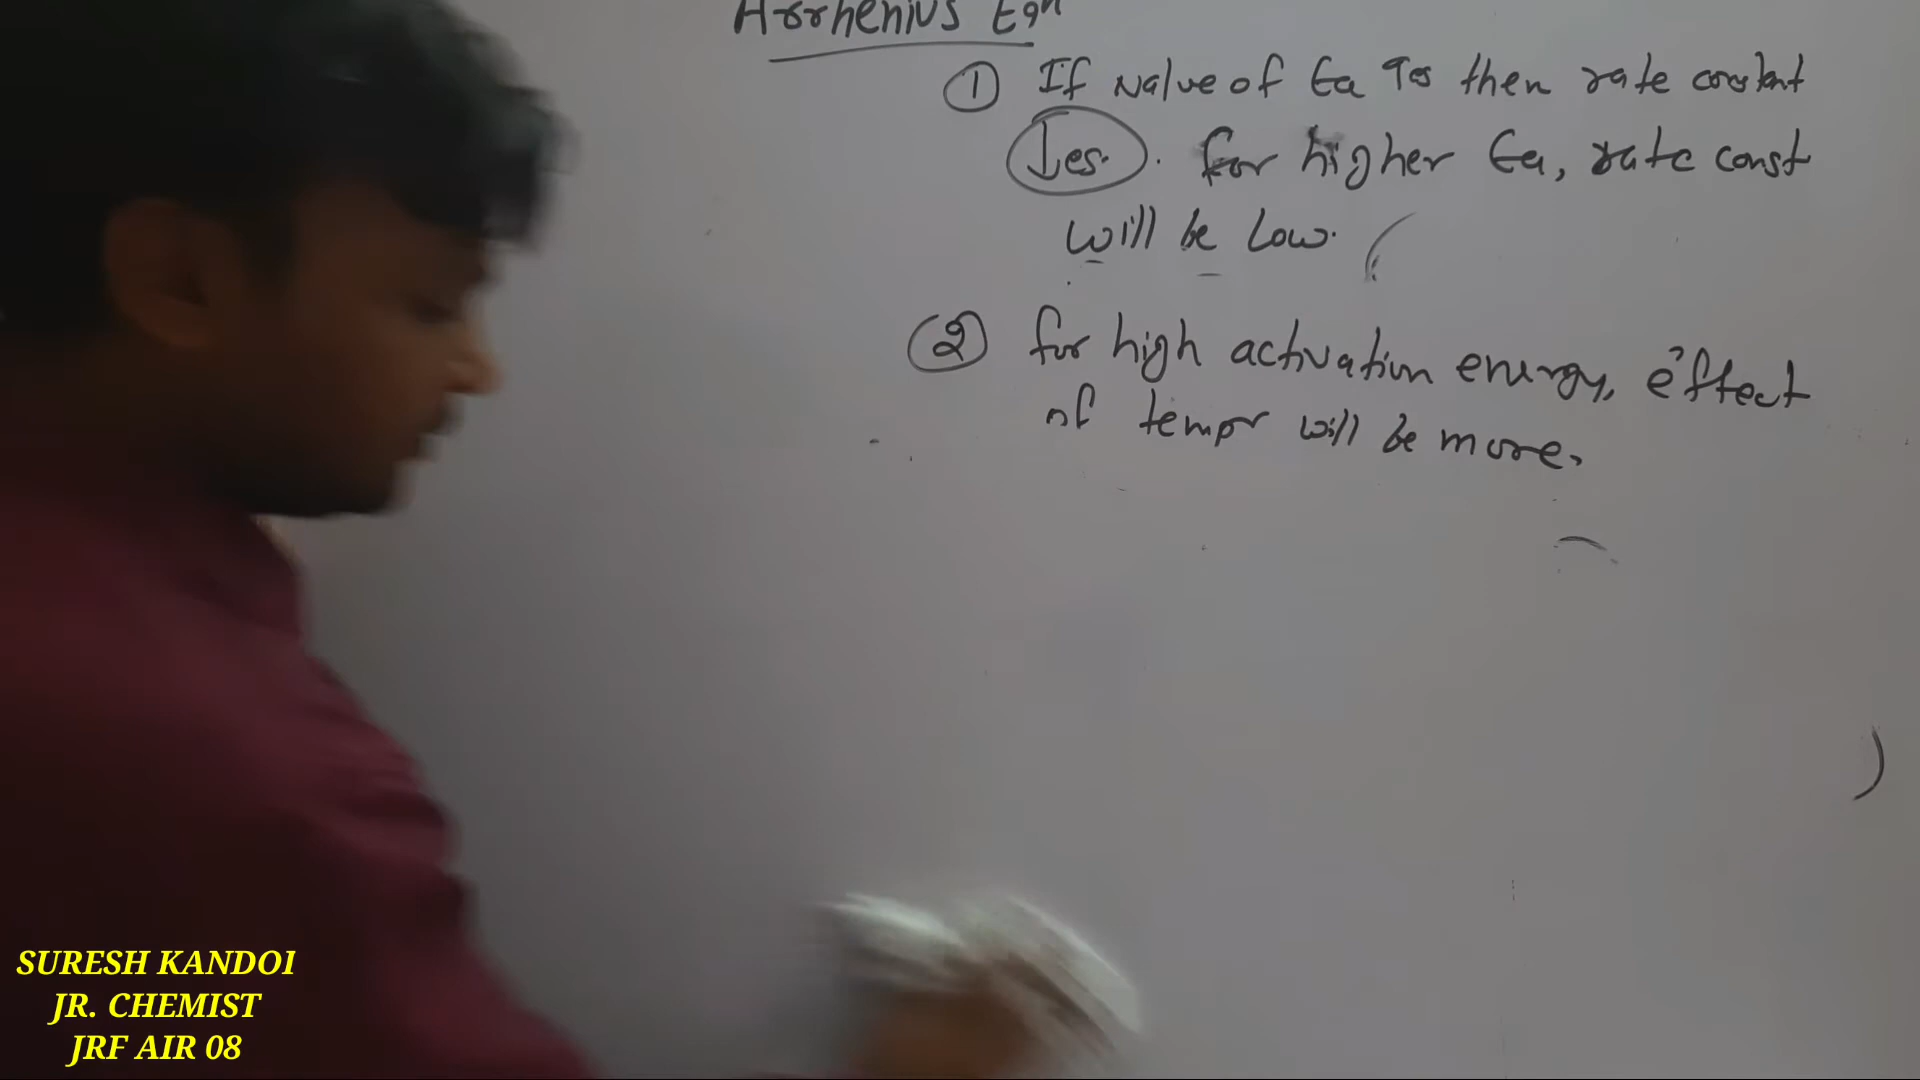 Arrhenius Eqn
① If value of Ea ↑es then rate constant
↓es. For higher Ea, rate const
will be low.
② for high activation energy, effect
of tempr will be more.
SURESH KANDOI
JR. CHEMIST
JRF AIR 08